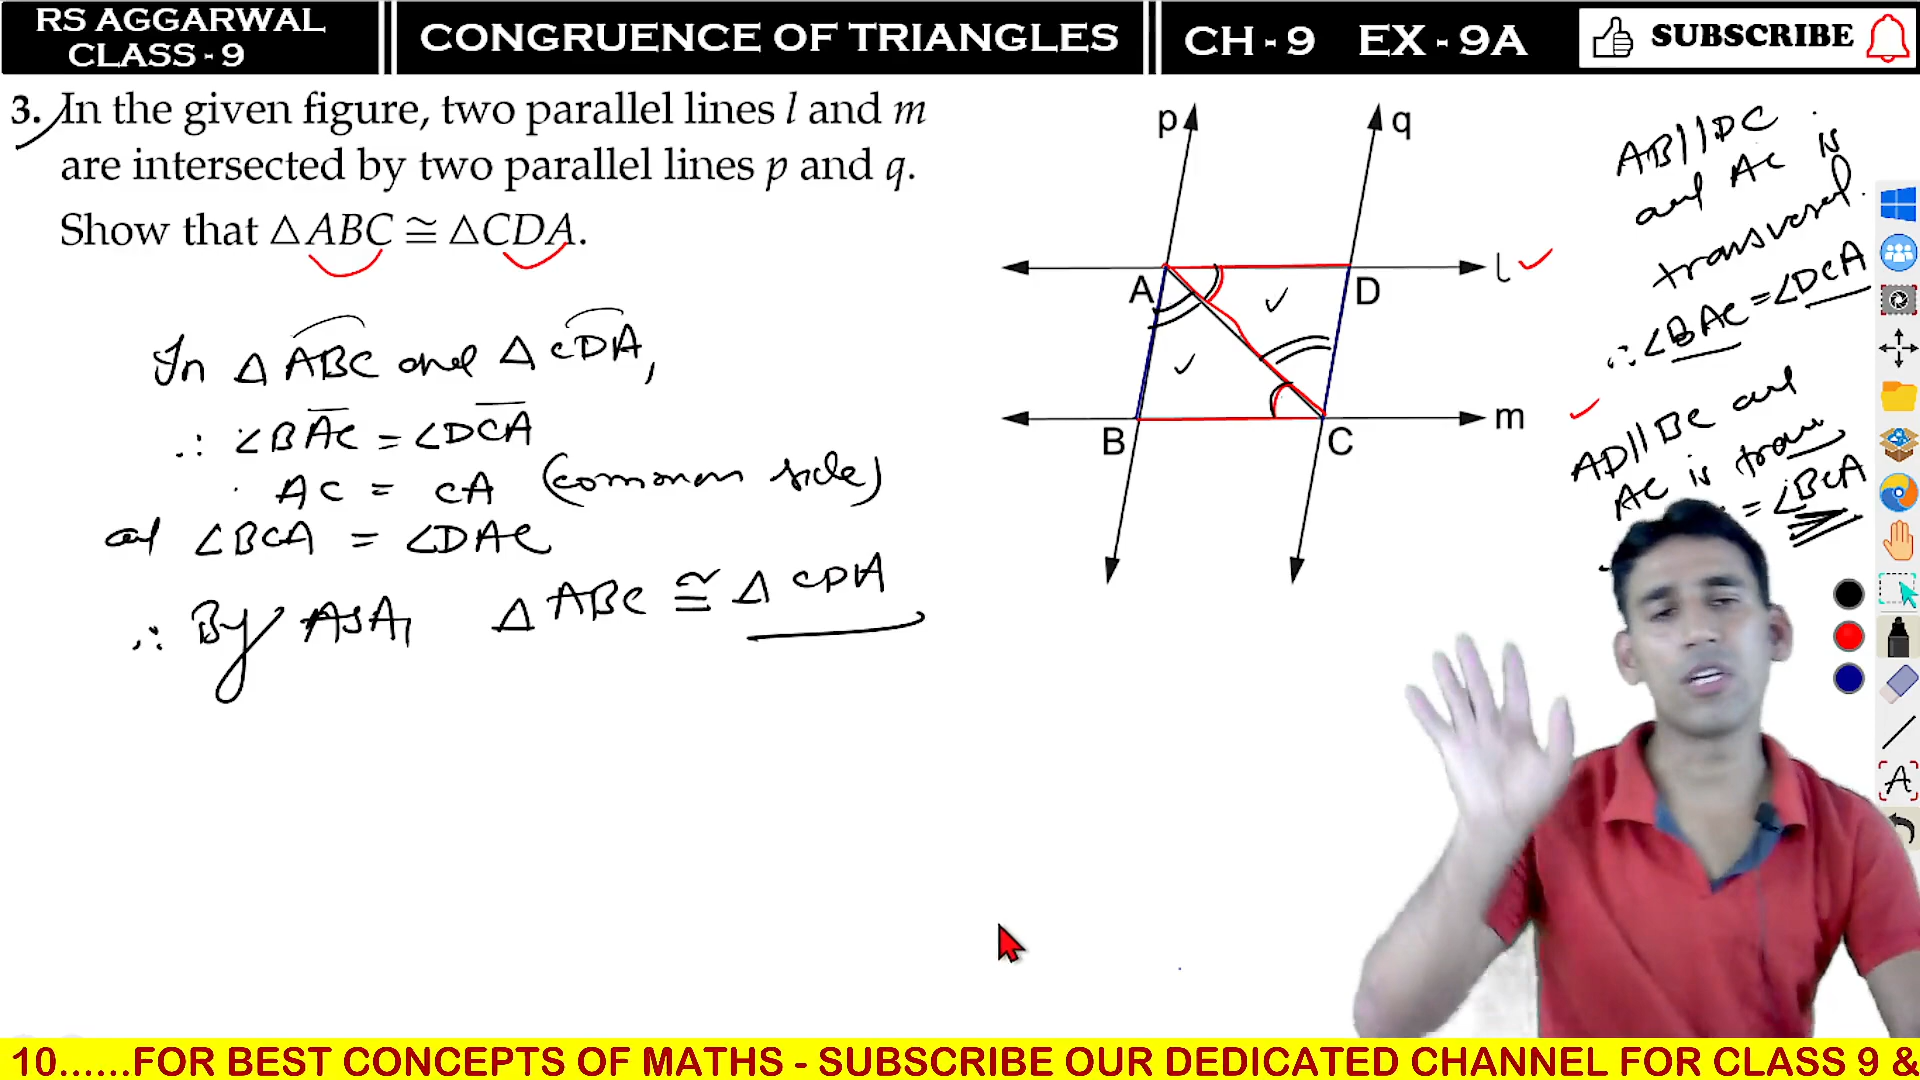 RS AGGARWAL
CLASS - 9
CONGRUENCE OF TRIANGLES
CH - 9 EX - 9A
SUBSCRIBE
3. In the given figure, two parallel lines l and m
are intersected by two parallel lines p and q.
Show that △ABC ≅ △CDA.
In △ ABC and △ CDA,
∴ ∠BAC = ∠DCA
AC = CA (common side)
and ∠BCA = ∠DAC
∴ By ASA, △ ABC ≅ △ CDA
p
q
A
D
l
B
C
m
AB||DC
and AC is
transversal.
∴ ∠BAC = ∠DCA
AD||BC and
AC is trans
= ∠BCA
A
10......FOR BEST CONCEPTS OF MATHS - SUBSCRIBE OUR DEDICATED CHANNEL FOR CLASS 9 &